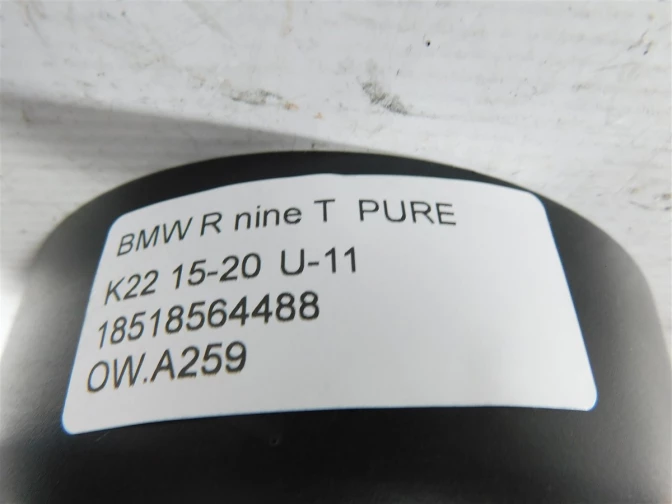 BMW R nine T PURE
K22 15-20 U-11
18518564488
OW.A259